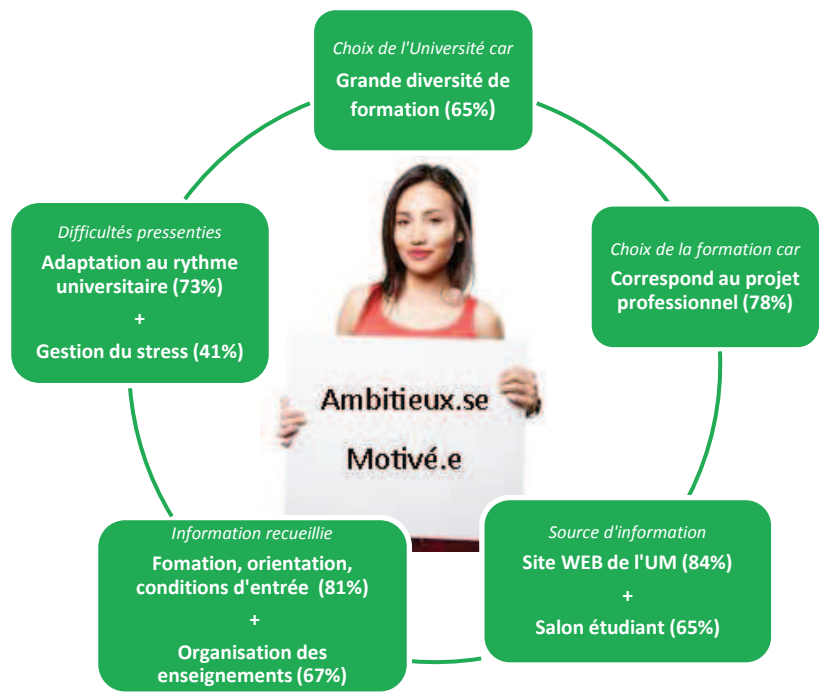 Choix de l'Université car
Grande diversité de
formation (65%)
Difficultés pressenties
Adaptation au rythme
universitaire (73%)
+
Gestion du stress (41%)
Choix de la formation car
Correspond au projet
professionnel (78%)
Ambitieux.se
Motivé.e
Information recueillie
Fomation, orientation,
conditions d'entrée (81%)
+
Organisation des
enseignements (67%)
Source d'information
Site WEB de l'UM (84%)
+
Salon étudiant (65%)